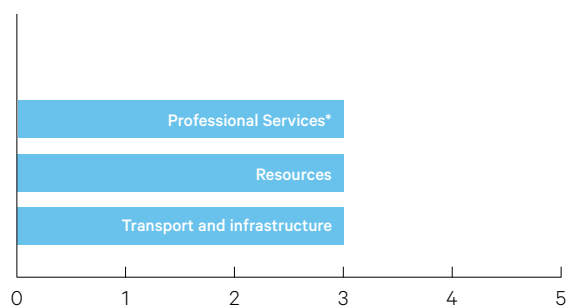 Professional Services*
Resources
Transport and infrastructure
0 1 2 3 4 5